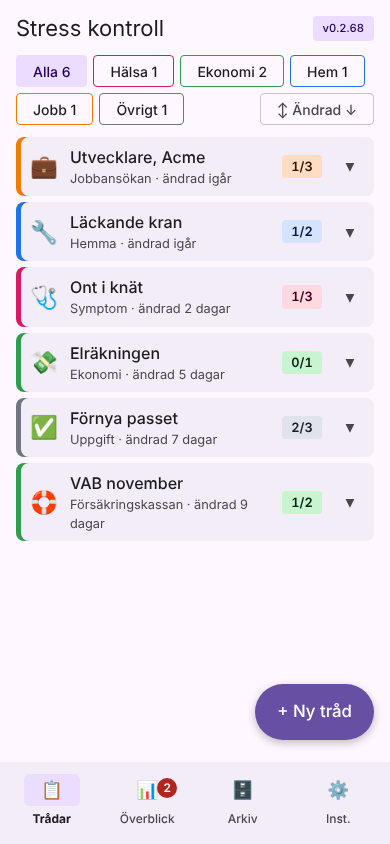 Stress kontroll
v0.2.68
Alla 6
Hälsa 1
Ekonomi 2
Hem 1
Jobb 1
Övrigt 1
↕ Ändrad ↓
Utvecklare, Acme
Jobbansökan · ändrad igår
1/3
▼
Läckande kran
Hemma · ändrad igår
1/2
▼
Ont i knät
Symptom · ändrad 2 dagar
1/3
▼
Elräkningen
Ekonomi · ändrad 5 dagar
0/1
▼
Förnya passet
Uppgift · ändrad 7 dagar
2/3
▼
VAB november
Försäkringskassan · ändrad 9
dagar
1/2
▼
+ Ny tråd
2
Trådar
Överblick
Arkiv
Inst.